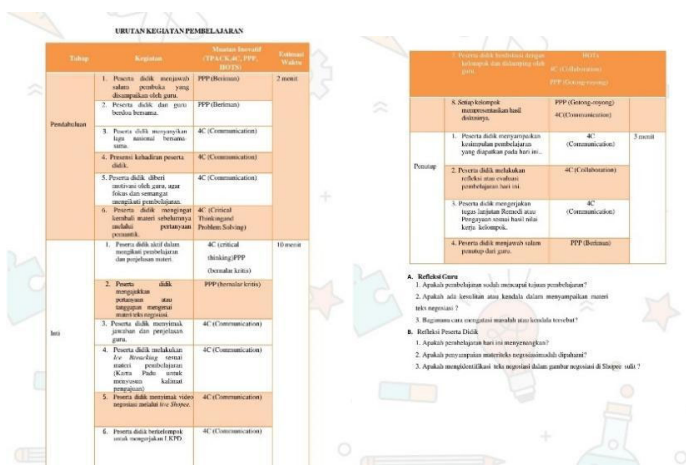 URUTAN KEGIATAN PEMBELAJARAN
Tahap
Kegiatan
Muatan Inovatif
(TPACK,4C, PPP,
HOTS)
Estimasi
Waktu
Pendahuluan
1. Peserta didik menjawab
salam pembuka yang
disampaikan oleh guru.
PPP (Beriman)
2 menit
2. Peserta didik dan guru
berdoa bersama.
PPP (Beriman)
3. Peserta didik menyanyikan
lagu nasional bersama-
sama.
4C (Communication)
4. Presensi kehadiran peserta
didik.
4C (Communication)
5. Peserta didik diberi
motivasi oleh guru, agar
fokus dan semangat
mengikuti pembelajaran.
4C (Communication)
6. Peserta didik mengingat
kembali materi sebelumnya
melalui pertanyaan
pemantik.
4C (Critical
Thinkingand
Problem Solving)
Inti
1. Peserta didik aktif dalam
mengikuti pembelajaran
dan penjelasan materi.
4C (critical
thinking)PPP
(bernalar kritis)
10 menit
2. Peserta didik
mengajukan
pertanyaan atau
tanggapan mengenai
materi teks negosiasi.
PPP (bernalar kritis)
3. Peserta didik menyimak
jawaban dan penjelasan
guru.
4C (Communication)
4. Peserta didik melakukan
Ice Breaking sesuai
materi pembelajaran
(Kartu Padu untuk
menyusun kalimat
pengajuan)
4C (Communication)
5. Peserta didik menyimak video
negosiasi melalui live Shopee.
4C (Communication)
6. Peserta didik berkelompok
untuk mengerjakan LKPD
4C (Communication)
7. Peserta didik berdiskusi dengan
kelompok dan didampingi oleh
guru.
HOTS
4C (Collaboration)
PPP (Gotong-royong)
8. Setiap kelompok
mempresentasikan hasil
diskusinya.
PPP (Gotong-royong)
4C(Communication)
Penutup
1. Peserta didik menyampaikan
kesimpulan pembelajaran
yang didapatkan pada hari ini..
4C
(Communication)
3 menit
2. Peserta didik melakukan
refleksi atau evaluasi
pembelajaran hari ini.
4C (Collaboration)
3. Peserta didik mengerjakan
tugas lanjutan Remedi atau
Pengayaan sesuai hasil nilai
kerja kelompok.
4C
(Communication)
4. Peserta didik menjawab salam
penutup dari guru.
PPP (Beriman)
A. Refleksi Guru
1. Apakah pembelajaran sudah mencapai tujuan pembelajaran?
2. Apakah ada kesulitan atau kendala dalam menyampaikan materi
teks negosiasi ?
3. Bagaimana cara mengatasi masalah atau kendala tersebut?
B. Refleksi Peserta Didik
1. Apakah pembelajaran hari ini menyenangkan?
2. Apakah penyampaian materiteks negosiasimudah dipahami?
3. Apakah mengidentifikasi teks negosiasi dalam gambar negosiasi di Shopee sulit ?